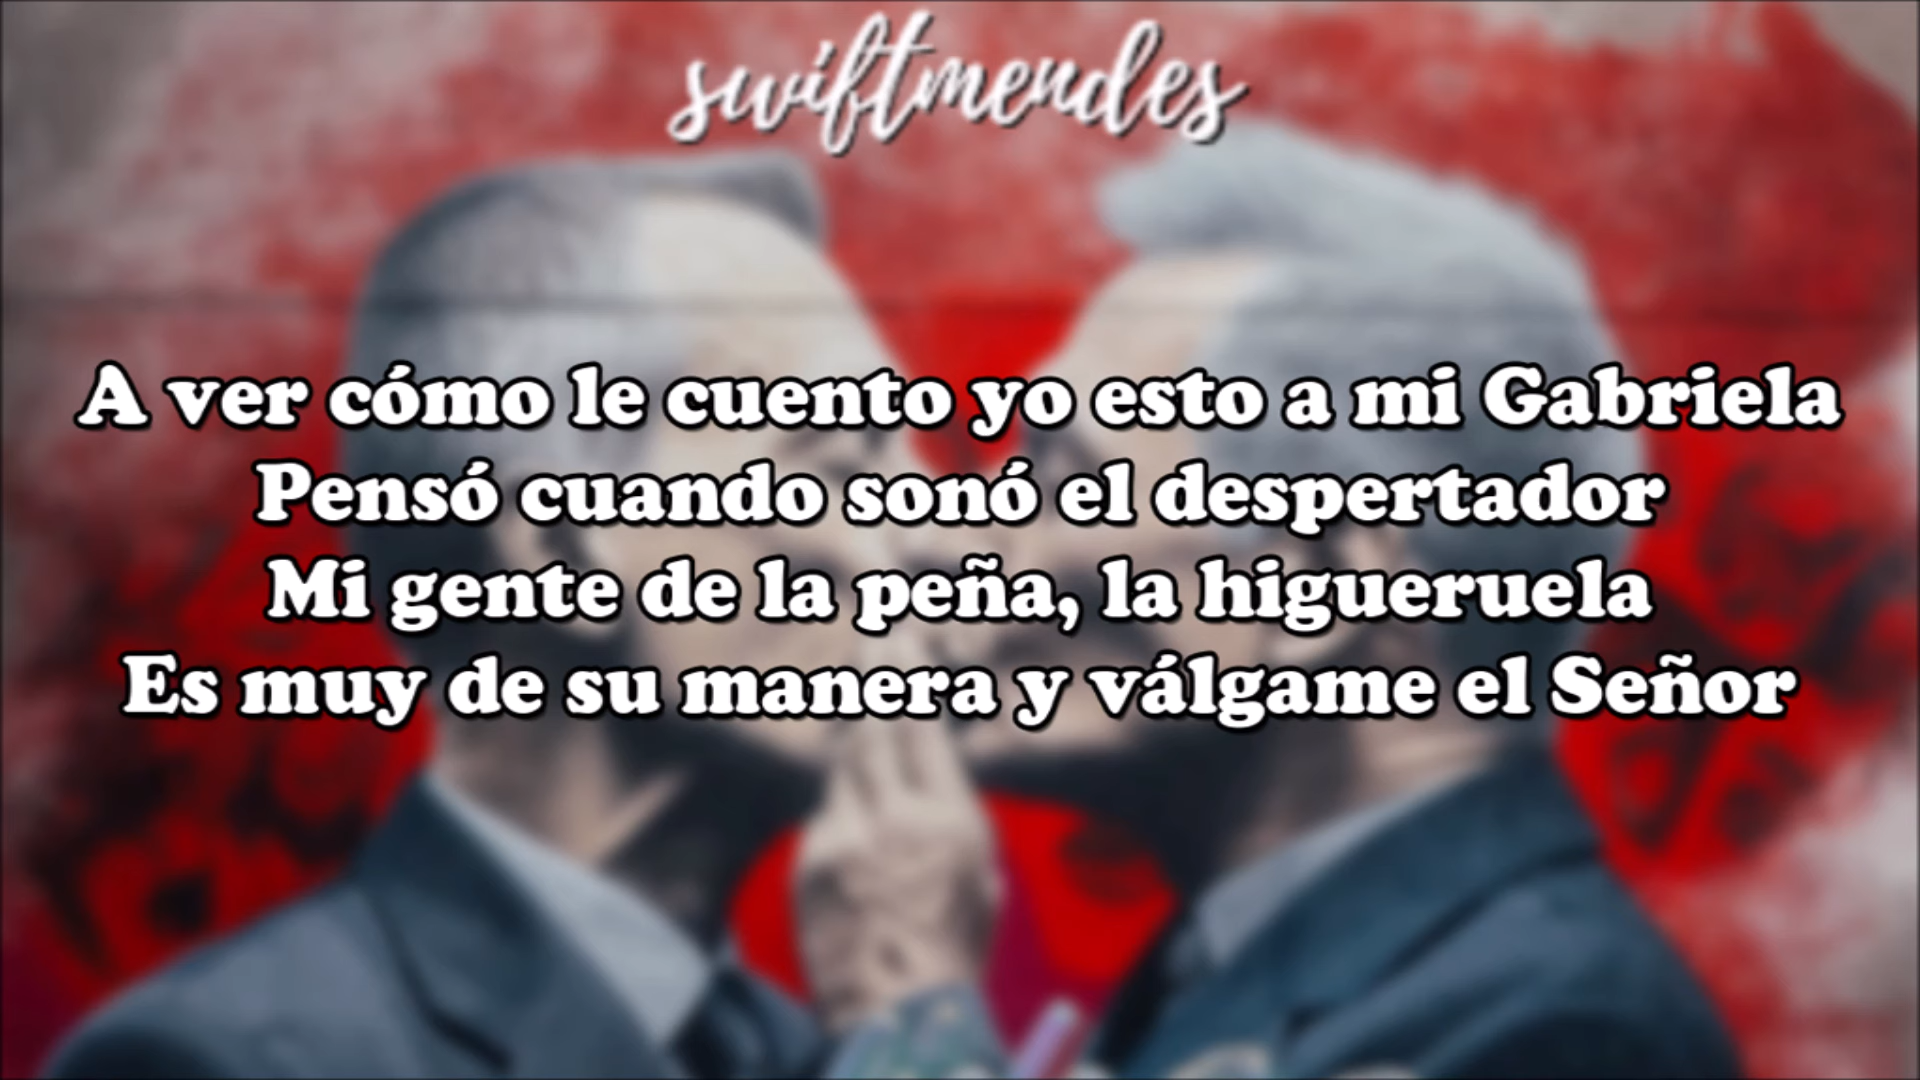 swiftmendes
A ver cómo le cuento yo esto a mi Gabriela
Pensó cuando sonó el despertador
Mi gente de la peña, la higueruela
Es muy de su manera y válgame el Señor